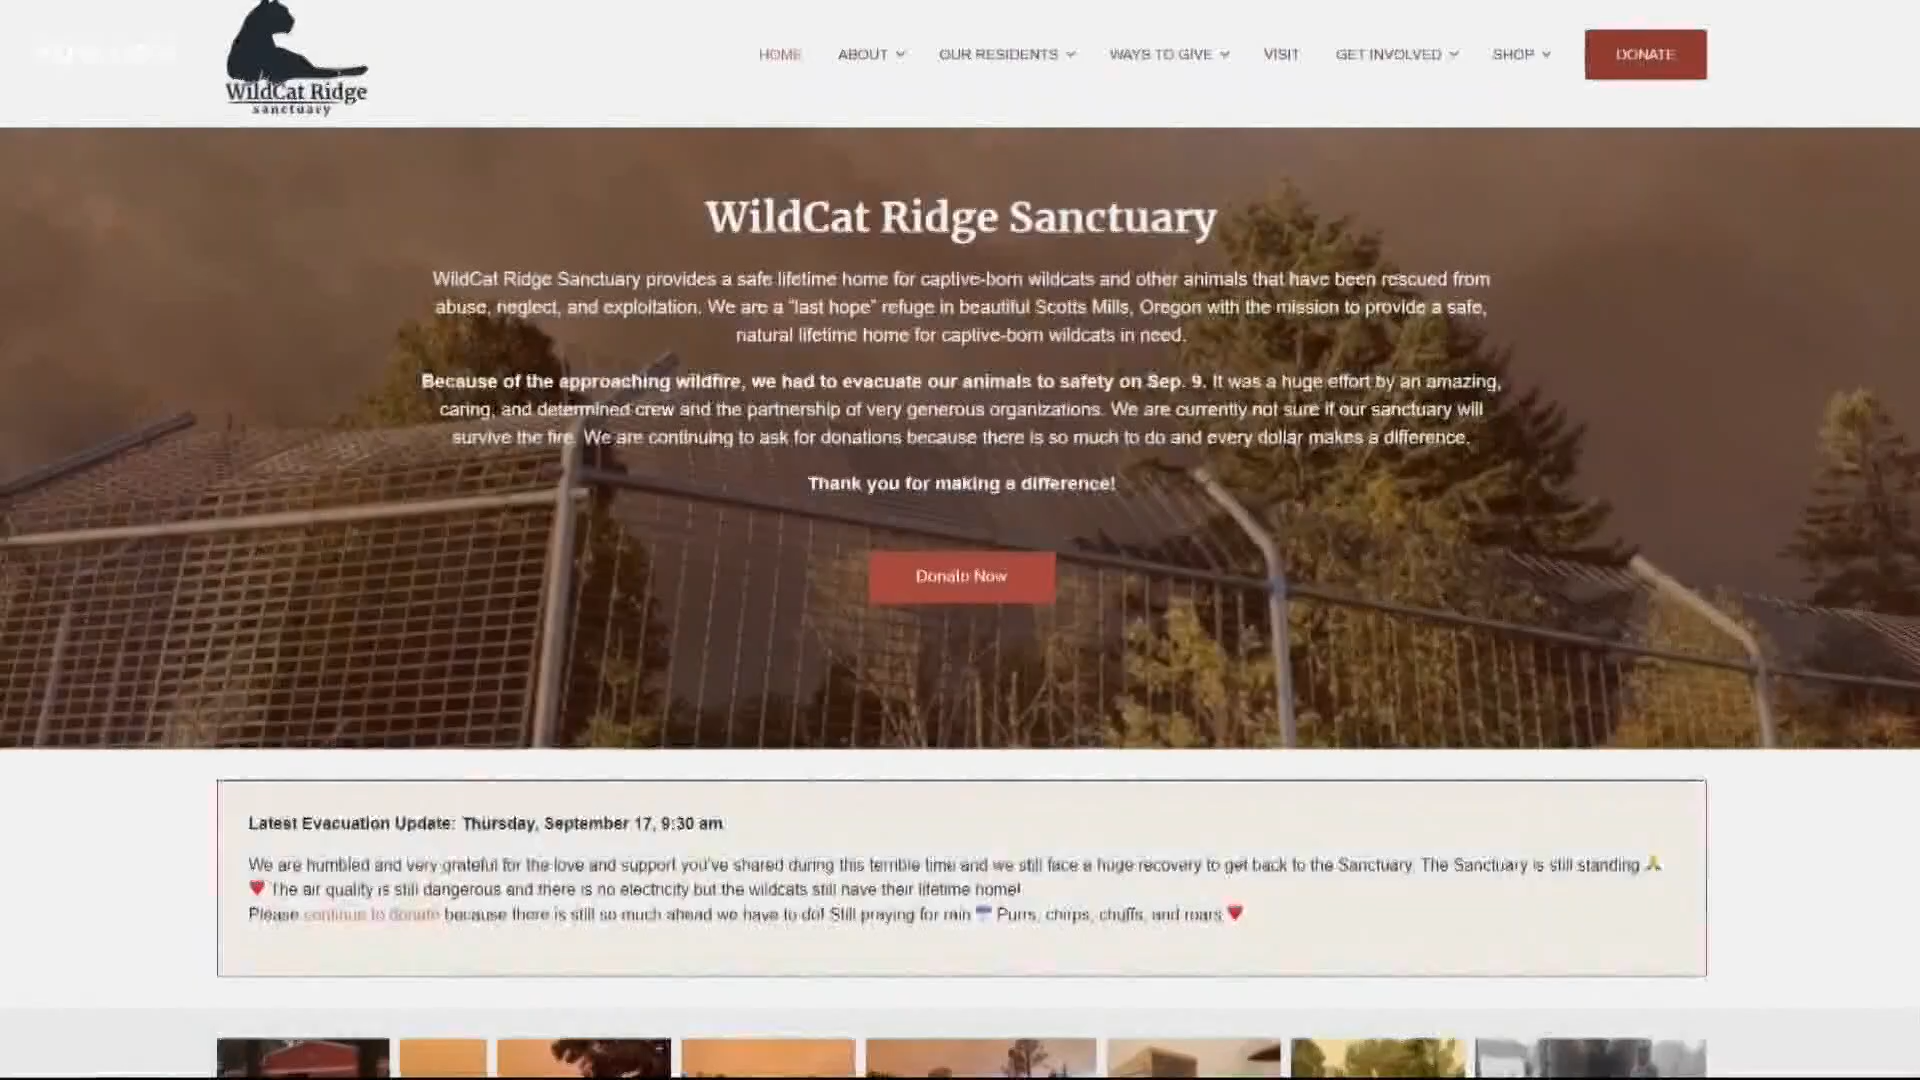 WildCat Ridge
sanctuary
HOME ABOUT OUR RESIDENTS WAYS TO GIVE VISIT GET INVOLVED SHOP DONATE
WildCat Ridge Sanctuary
WildCat Ridge Sanctuary provides a safe lifetime home for captive-born wildcats and other animals that have been rescued from
abuse, neglect, and exploitation. We are a "last hope" refuge in beautiful Scotts Mills, Oregon with the mission to provide a safe,
natural lifetime home for captive-born wildcats in need.
Because of the approaching wildfire, we had to evacuate our animals to safety on Sep. 9. It was a huge effort by an amazing,
caring, and determined crew and the partnership of very generous organizations. We are currently not sure if our sanctuary will
survive the fire. We are continuing to ask for donations because there is so much to do and every dollar makes a difference.
Thank you for making a difference!
Donate Now
Latest Evacuation Update: Thursday, September 17, 9:30 am
We are humbled and very grateful for the love and support you've shared during this terrible time and we still face a huge recovery to get back to the Sanctuary. The Sanctuary is still standing 🙏
❤️ The air quality is still dangerous and there is no electricity but the wildcats still have their lifetime home!
Please continue to donate because there is still so much ahead we have to do! Still praying for rain ☔ Purrs, chirps, chuffs, and roars ❤️